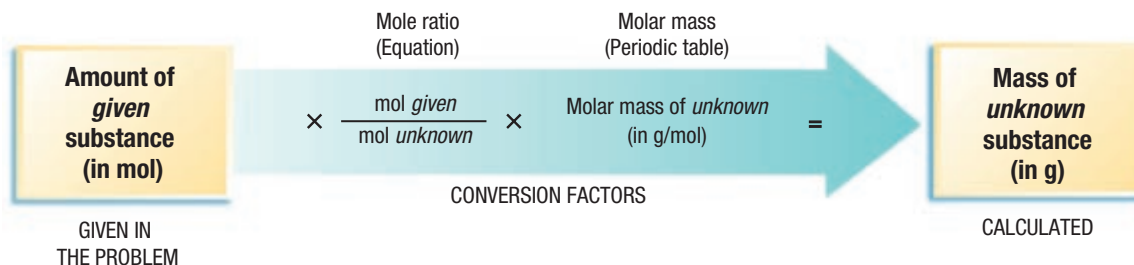 Amount of
given
substance
(in mol)
GIVEN IN
THE PROBLEM
Mole ratio
(Equation)
×
mol given
mol unknown
×
Molar mass
(Periodic table)
Molar mass of unknown
(in g/mol)
=
CONVERSION FACTORS
Mass of
unknown
substance
(in g)
CALCULATED